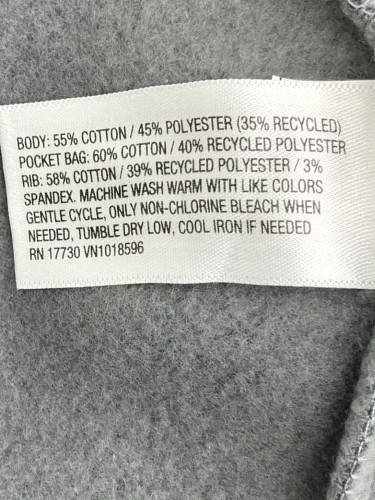 BODY: 55% COTTON / 45% POLYESTER (35% RECYCLED)
POCKET BAG: 60% COTTON / 40% RECYCLED POLYESTER
RIB: 58% COTTON / 39% RECYCLED POLYESTER / 3%
SPANDEX. MACHINE WASH WARM WITH LIKE COLORS
GENTLE CYCLE, ONLY NON-CHLORINE BLEACH WHEN
NEEDED, TUMBLE DRY LOW, COOL IRON IF NEEDED
RN 17730 VN1018596